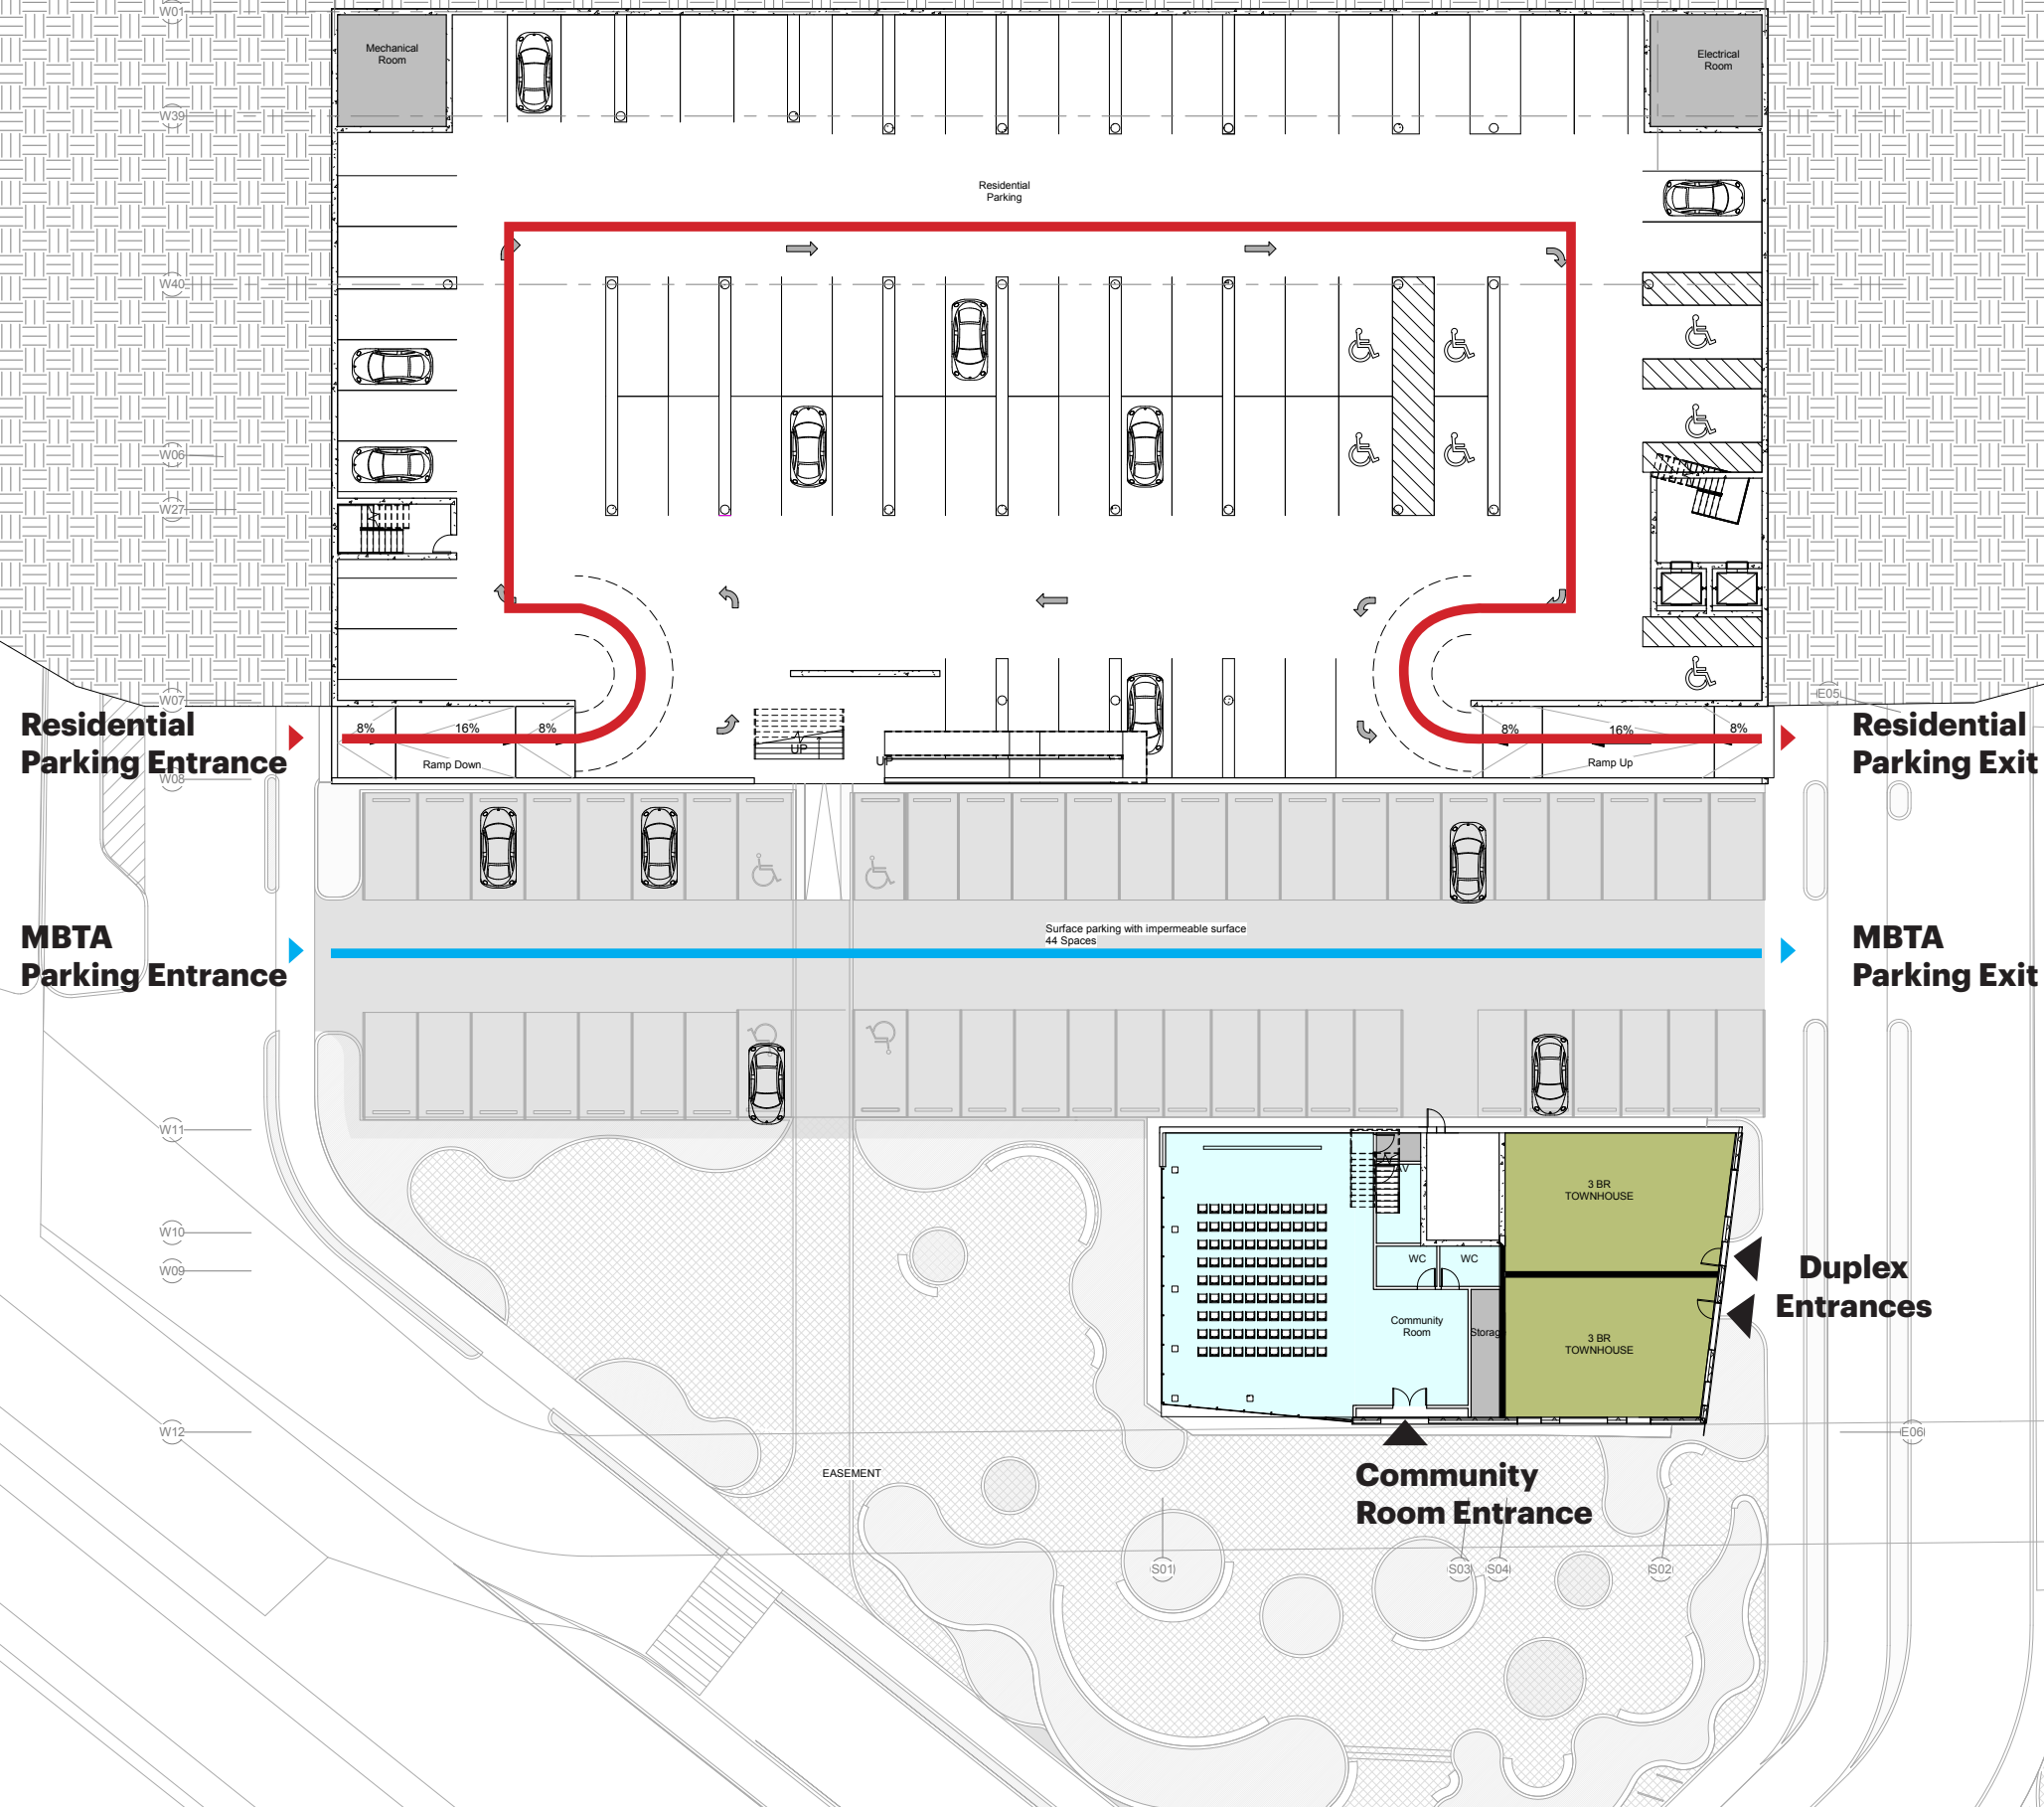 W01
Mechanical
Room
Electrical
Room
W39
Residential
Parking
W40
W06
W27
W07
E05
Residential
Parking Entrance
8%
16%
8%
Ramp Down
UP
UP
8%
16%
8%
Ramp Up
Residential
Parking Exit
W08
MBTA
Parking Entrance
Surface parking with impermeable surface
44 Spaces
MBTA
Parking Exit
W11
AV
3 BR
TOWNHOUSE
W10
WC
WC
W09
Duplex
Entrances
Community
Room
Storag
3 BR
TOWNHOUSE
W12
E06
EASEMENT
Community
Room Entrance
S01
S03
S04
S02